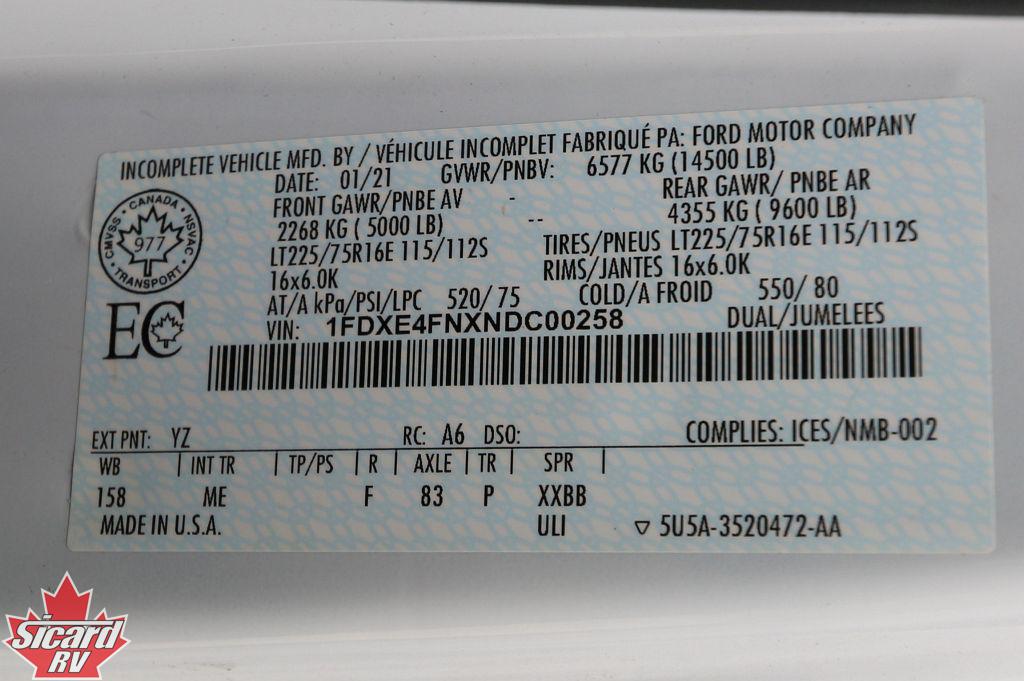 INCOMPLETE VEHICLE MFD. BY / VÉHICULE INCOMPLET FABRIQUÉ PA: FORD MOTOR COMPANY
DATE: 01/21 GVWR/PNBV: 6577 KG (14500 LB)
FRONT GAWR/PNBE AV - REAR GAWR/ PNBE AR
2268 KG ( 5000 LB) -- 4355 KG ( 9600 LB)
LT225/75R16E 115/112S TIRES/PNEUS LT225/75R16E 115/112S
16x6.0K RIMS/JANTES 16x6.0K
AT/A kPa/PSI/LPC 520/ 75 COLD/A FROID 550/ 80
VIN: 1FDXE4FNXNDC00258 DUAL/JUMELEES
CANADA
CMVSS 977 NSVAC
TRANSPORT
EC
EXT PNT: YZ RC: A6 DSO: COMPLIES: ICES/NMB-002
WB | INT TR | TP/PS | R | AXLE | TR | SPR |
158 ME F 83 P XXBB
MADE IN U.S.A. ULI ▽ 5U5A-3520472-AA
Sicard
RV